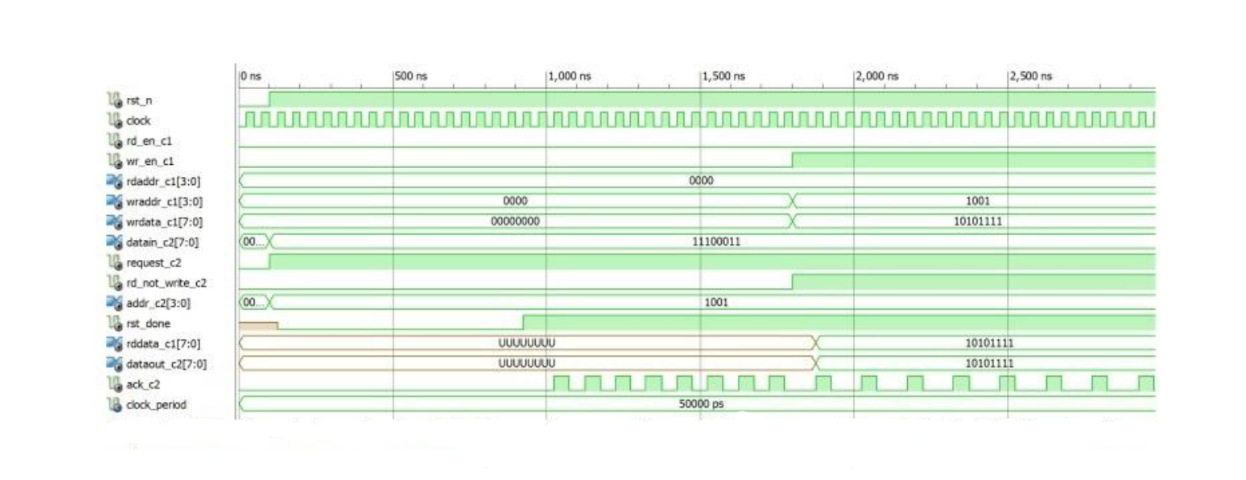 0 ns 500 ns 1,000 ns 1,500 ns 2,000 ns 2,500 ns
rst_n
clock
rd_en_c1
wr_en_c1
rdaddr_c1[3:0] 0000
wraddr_c1[3:0] 0000 1001
wrdata_c1[7:0] 00000000 10101111
datain_c2[7:0] 00... 11100011
request_c2
rd_not_write_c2
addr_c2[3:0] 00... 1001
rst_done
rddata_c1[7:0] UUUUUUUU 10101111
dataout_c2[7:0] UUUUUUUU 10101111
ack_c2
clock_period 50000 ps